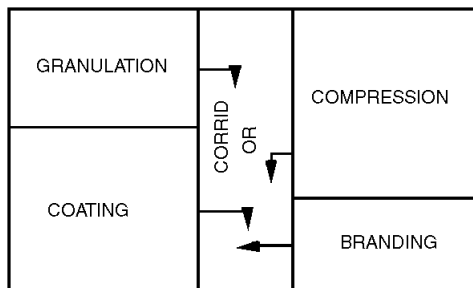 GRANULATION
COATING
CORRID
OR
COMPRESSION
BRANDING